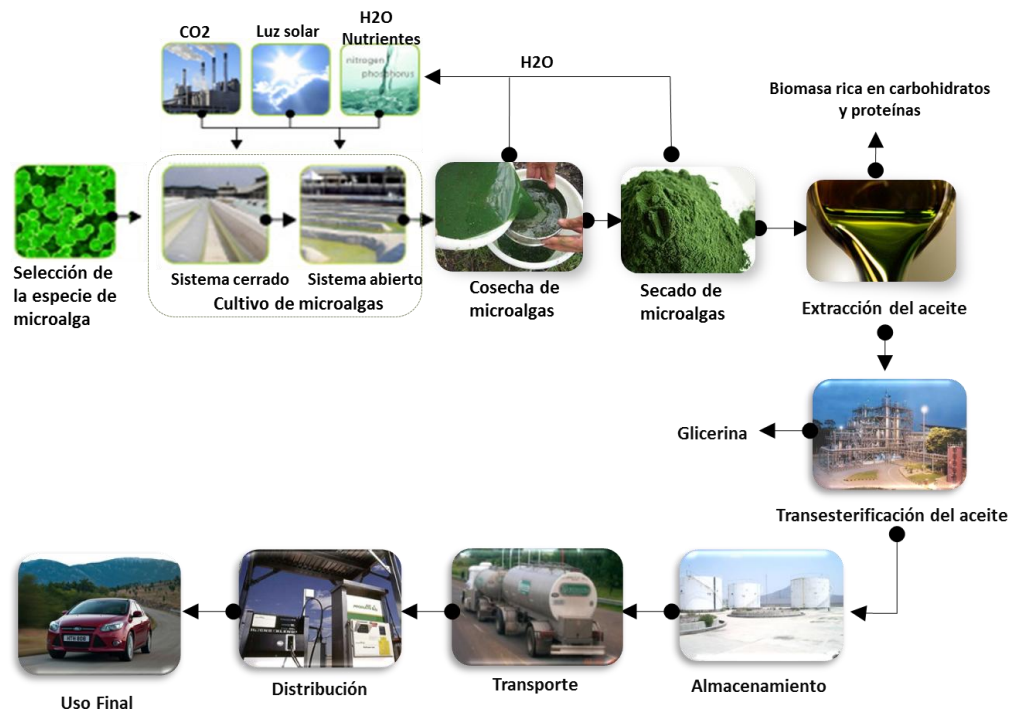 CO2
Luz solar
H2O
Nutrientes
nitrogen
phosphorus
H2O
Biomasa rica en carbohidratos
y proteínas
Selección de
la especie de
microalga
Sistema cerrado
Sistema abierto
Cultivo de microalgas
Cosecha de
microalgas
Secado de
microalgas
Extracción del aceite
Glicerina
Transesterificación del aceite
Almacenamiento
Transporte
Distribución
Uso Final